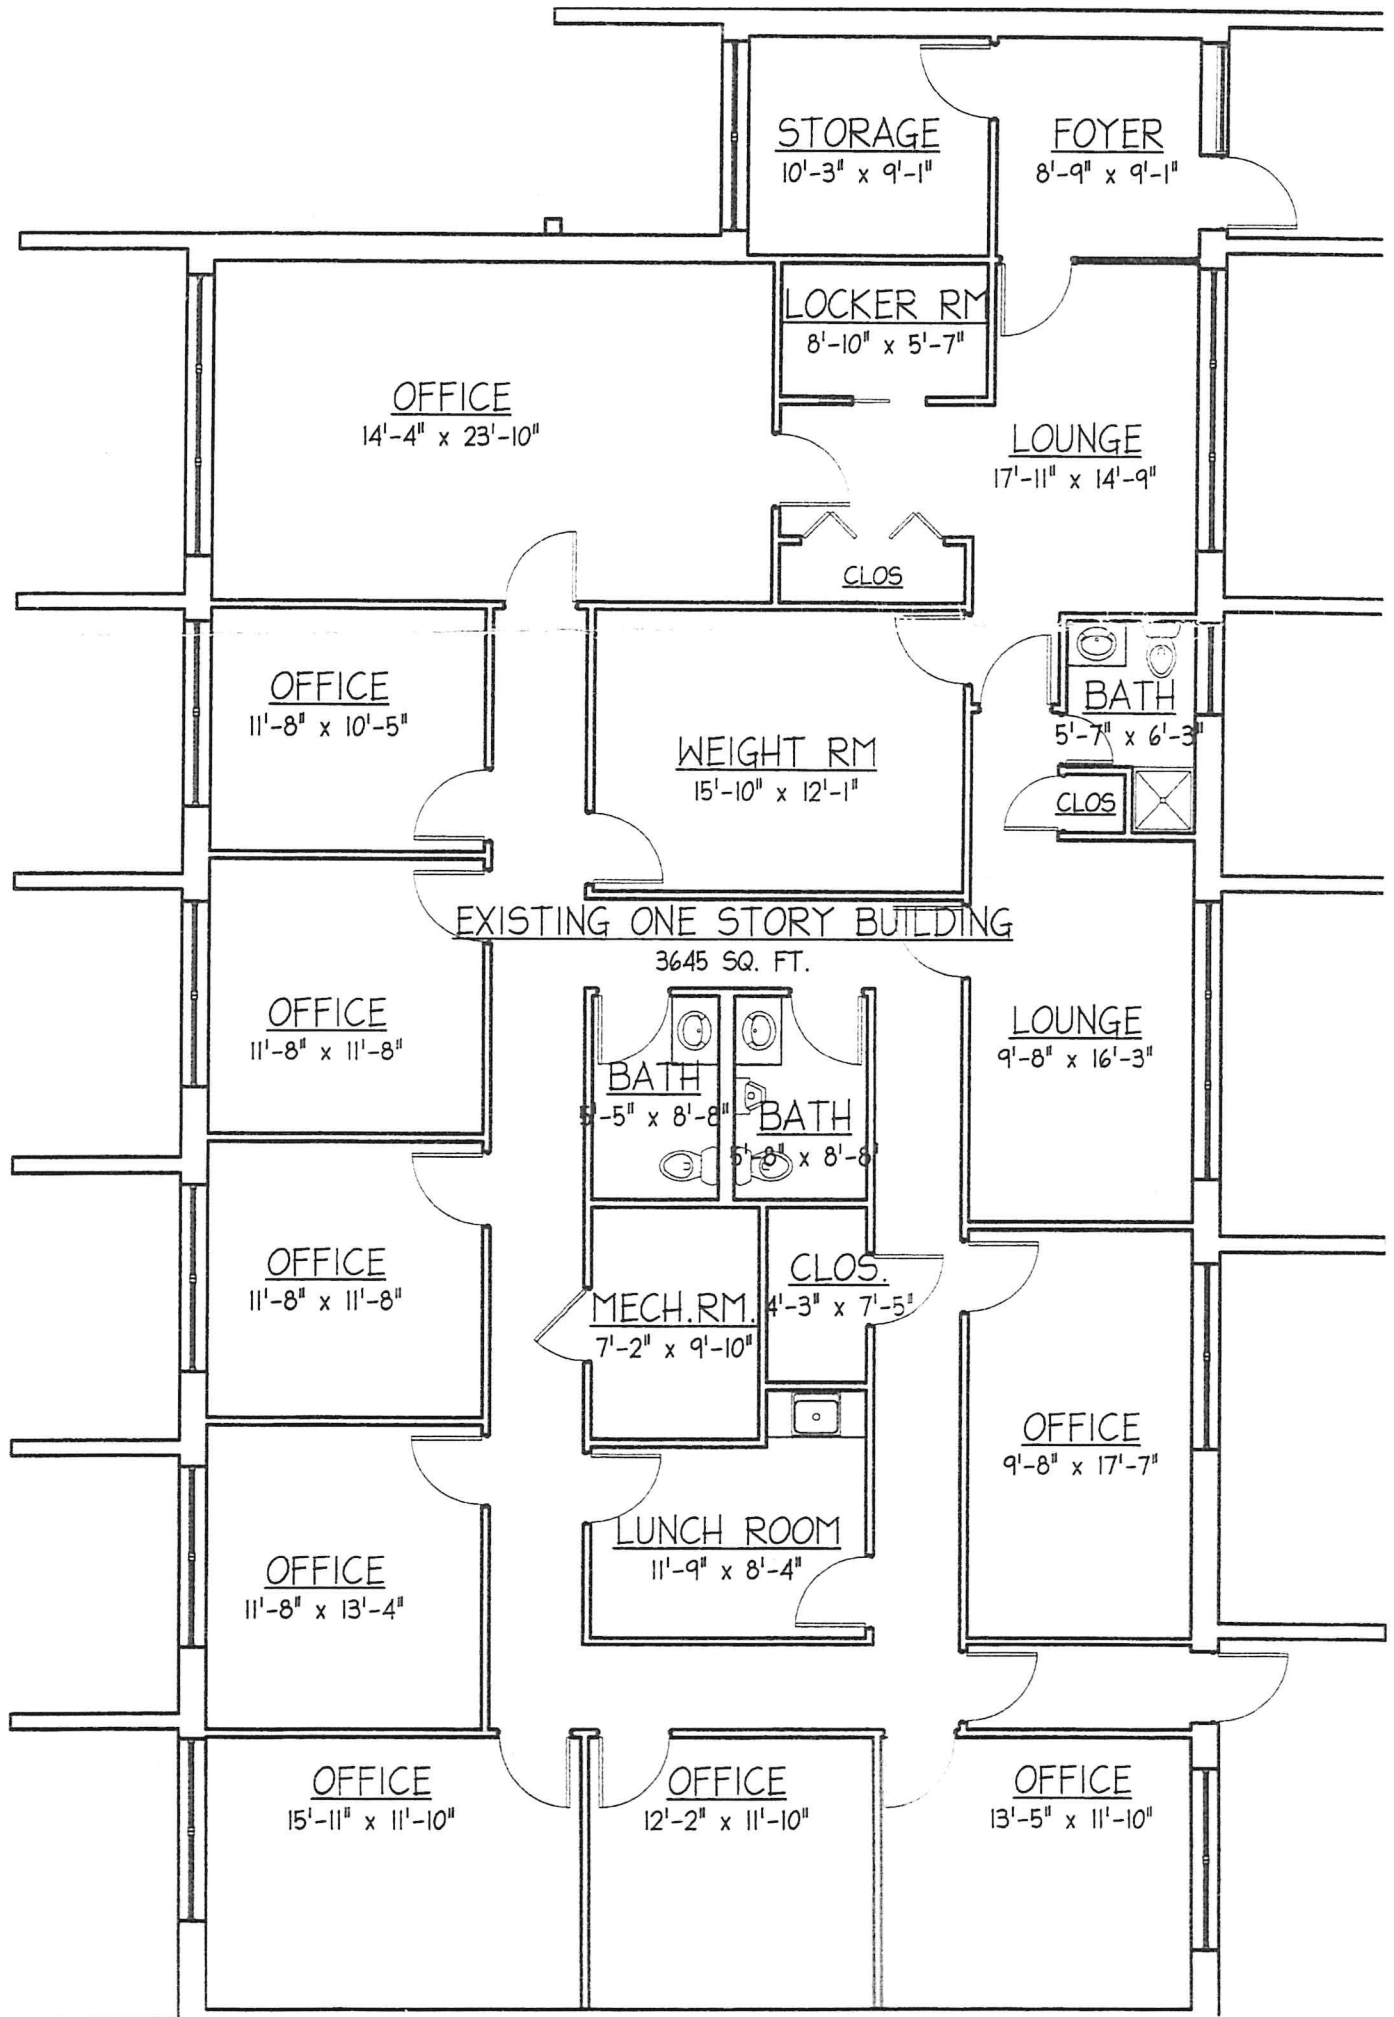 STORAGE
10'-3" x 9'-1"
FOYER
8'-9" x 9'-1"
LOCKER RM
8'-10" x 5'-7"
OFFICE
14'-4" x 23'-10"
LOUNGE
17'-11" x 14'-9"
CLOS
OFFICE
11'-8" x 10'-5"
WEIGHT RM
15'-10" x 12'-1"
BATH
5'-7" x 6'-3"
CLOS
EXISTING ONE STORY BUILDING
3645 SQ. FT.
OFFICE
11'-8" x 11'-8"
LOUNGE
9'-8" x 16'-3"
BATH
5'-5" x 8'-8"
BATH
5'-8" x 8'-8"
OFFICE
11'-8" x 11'-8"
MECH.RM.
7'-2" x 9'-10"
CLOS.
4'-3" x 7'-5"
OFFICE
9'-8" x 17'-7"
LUNCH ROOM
11'-9" x 8'-4"
OFFICE
11'-8" x 13'-4"
OFFICE
15'-11" x 11'-10"
OFFICE
12'-2" x 11'-10"
OFFICE
13'-5" x 11'-10"